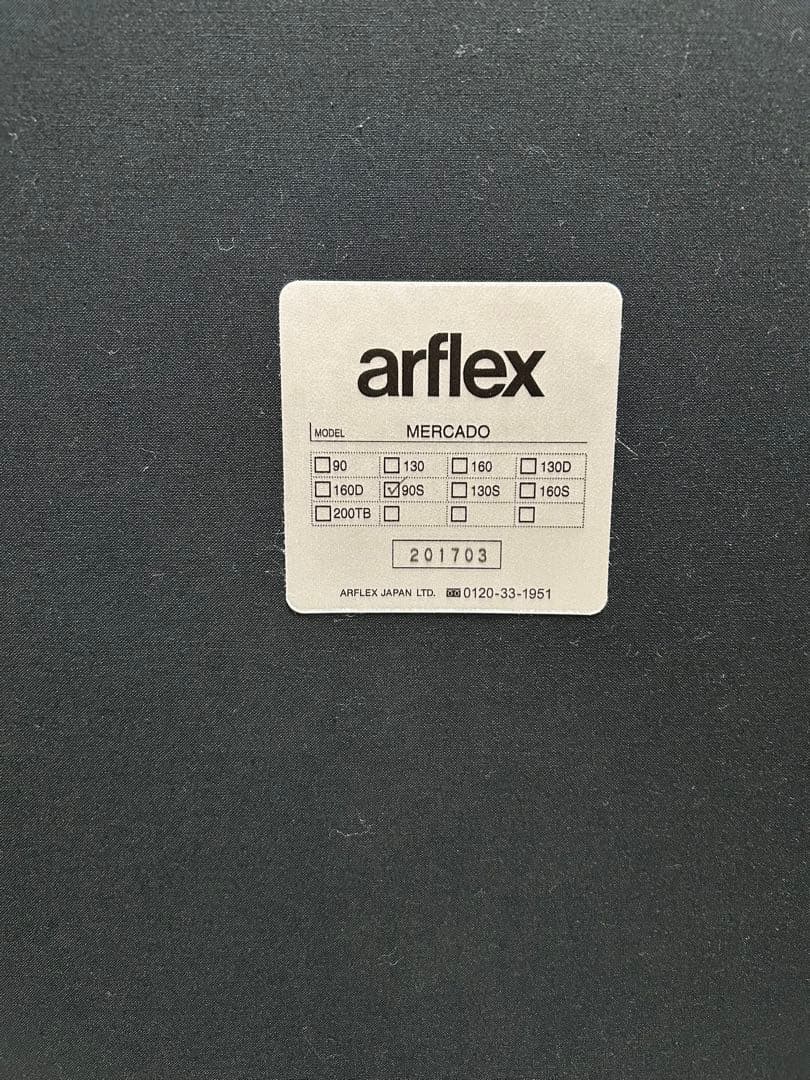 arflex
MODEL MERCADO
☐90 ☐130 ☐160 ☐130D
☐160D ☑90S ☐130S ☐160S
☐200TB ☐ ☐ ☐
201703
ARFLEX JAPAN LTD. 0120-33-1951